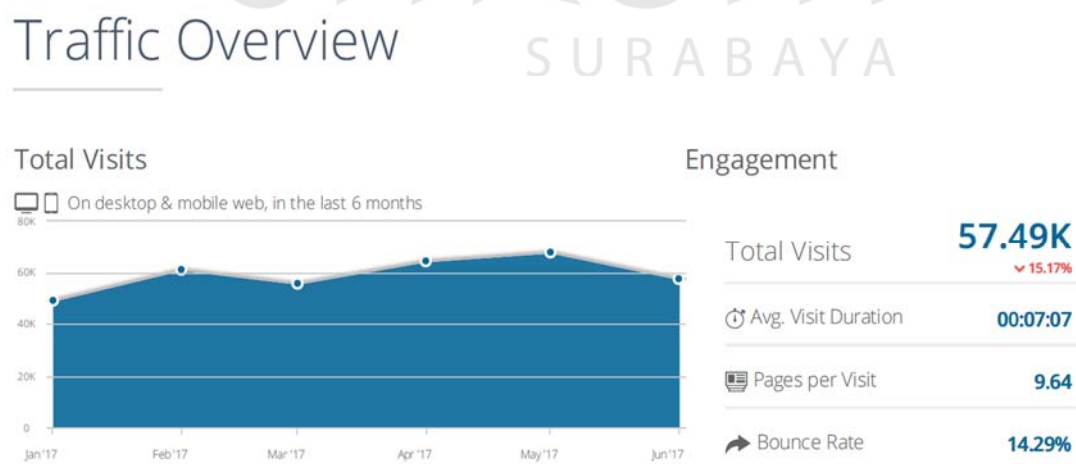 Traffic Overview
SURABAYA
Total Visits
On desktop & mobile web, in the last 6 months
80K
60K
40K
20K
0
Jan'17 Feb'17 Mar'17 Apr'17 May'17 Jun'17
Engagement
Total Visits 57.49K
15.17%
Avg. Visit Duration 00:07:07
Pages per Visit 9.64
Bounce Rate 14.29%